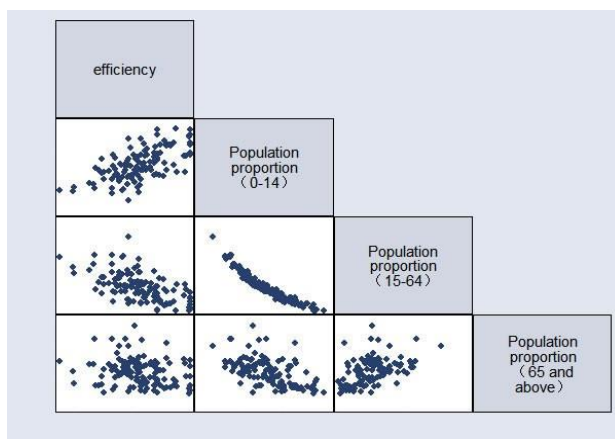 efficiency
Population
proportion
（0-14）
Population
proportion
（15-64）
Population
proportion
（65 and
above）